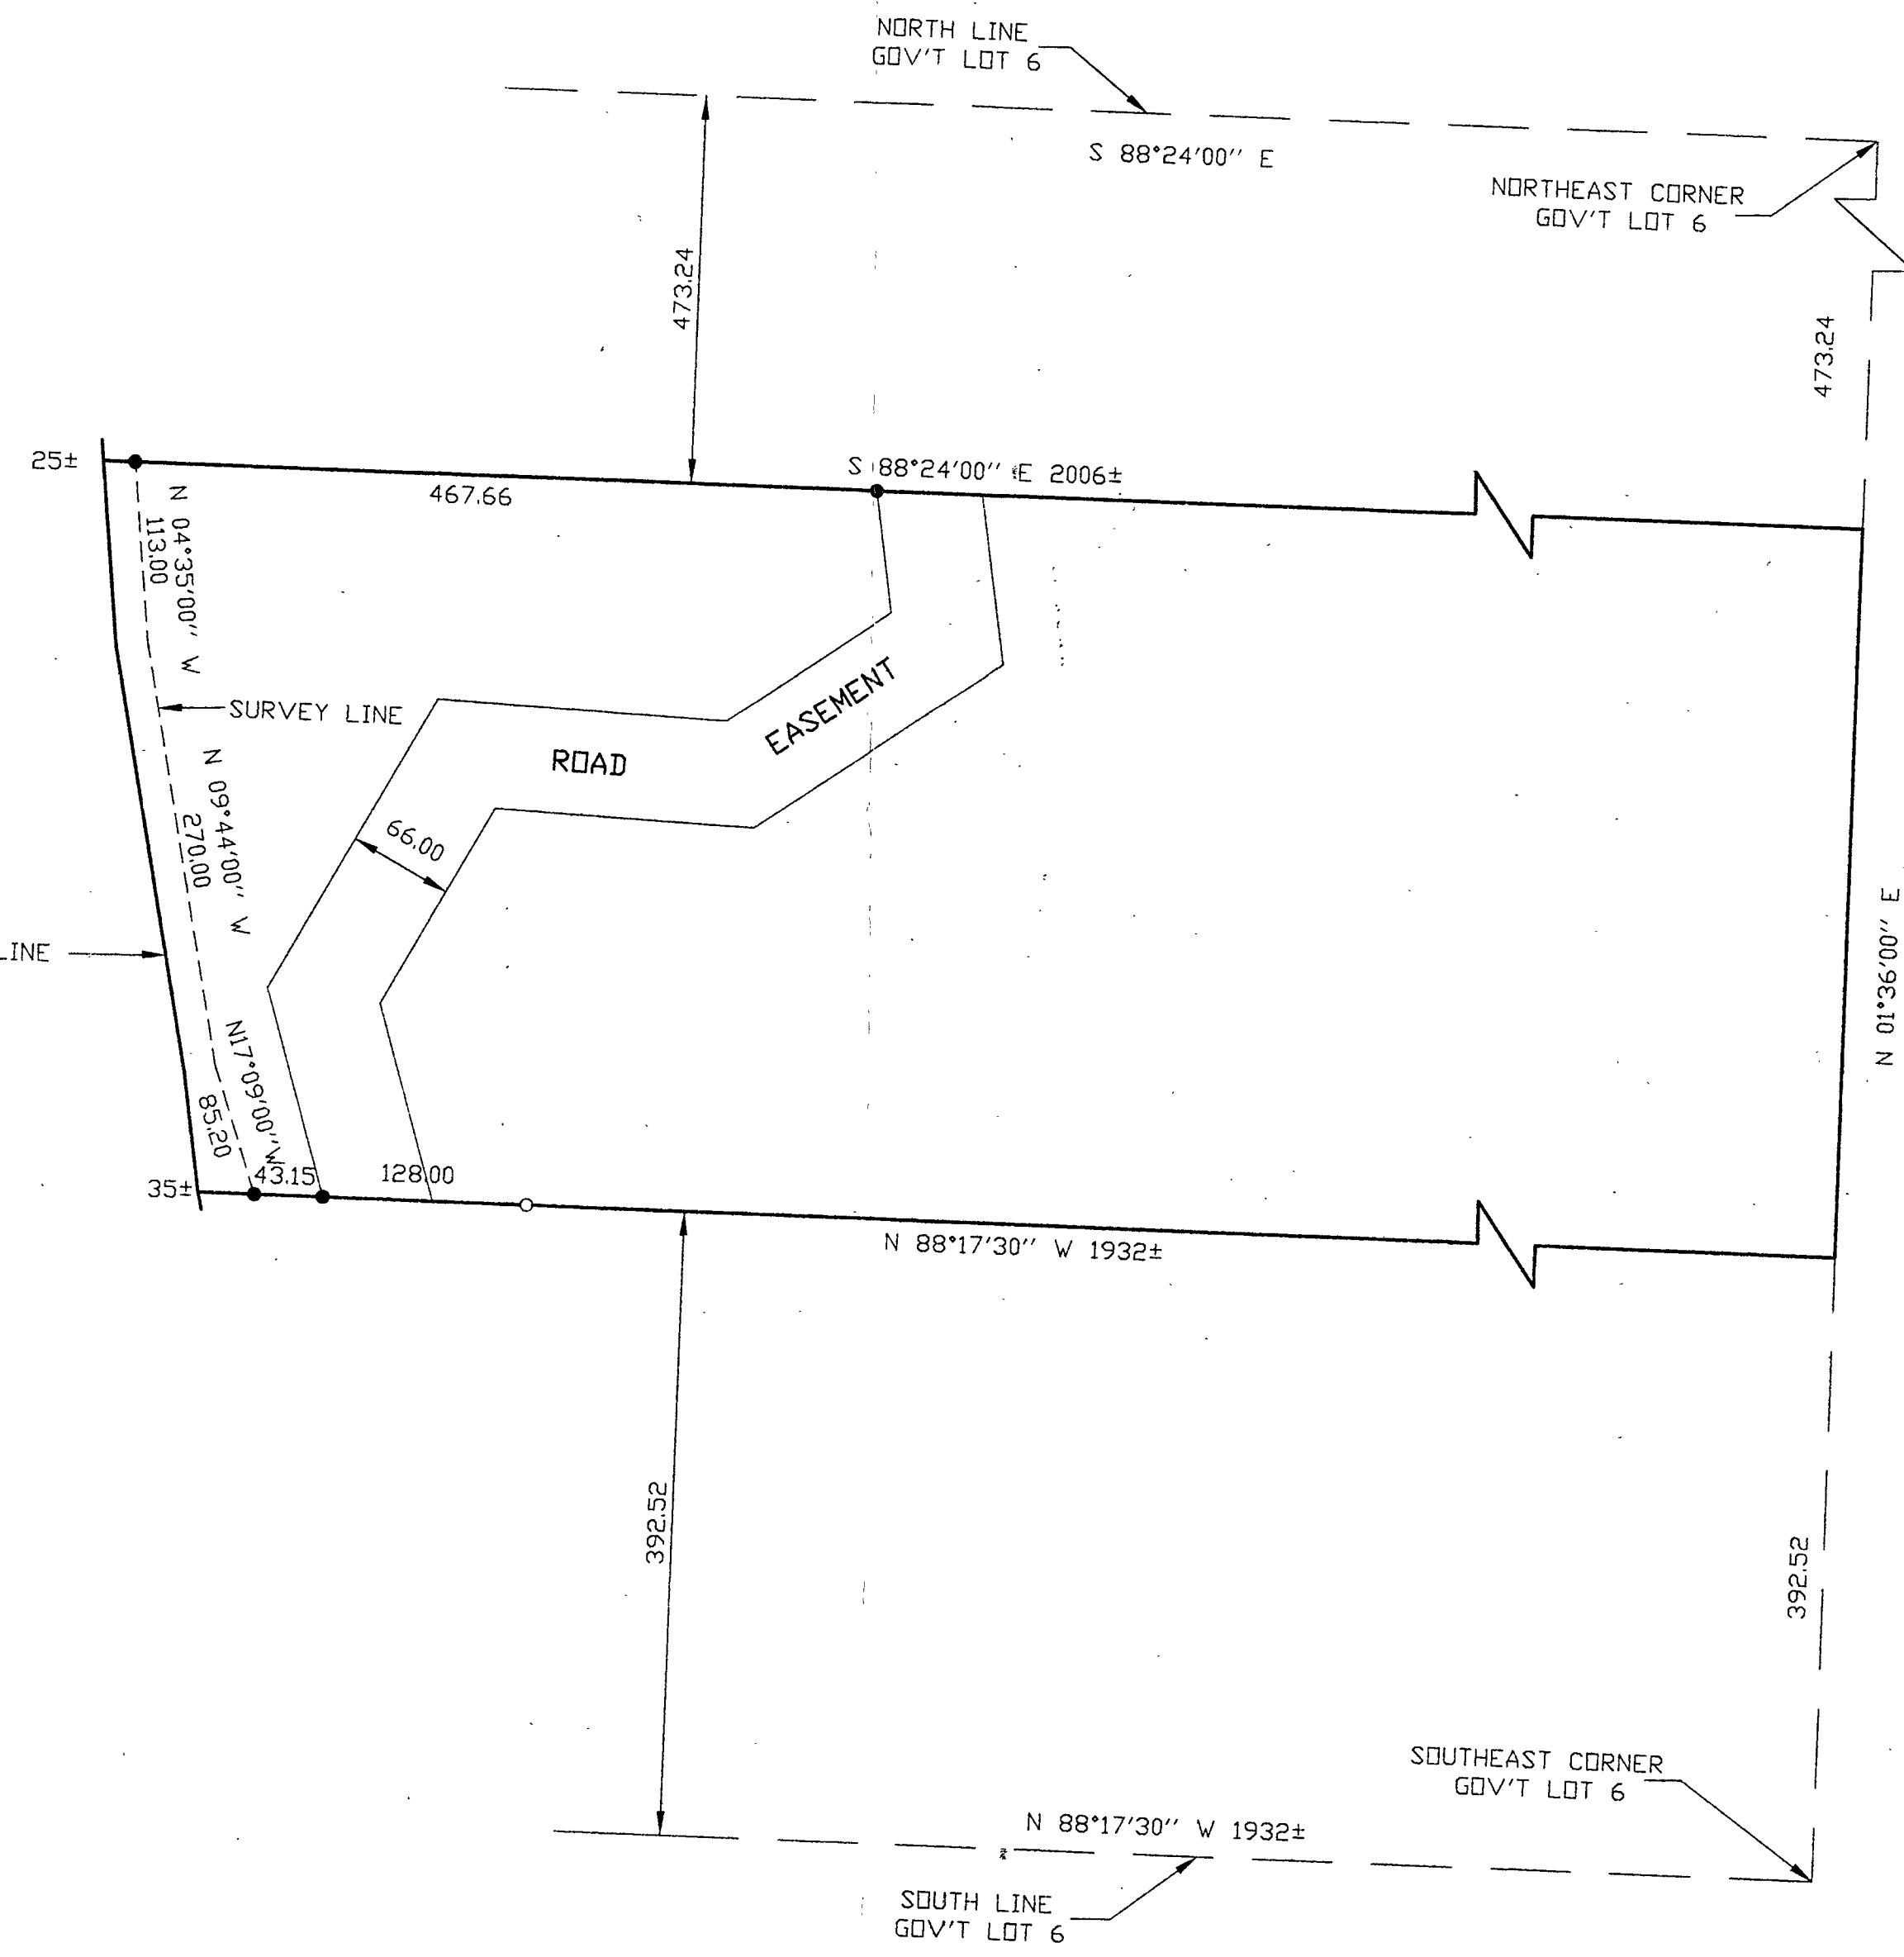 NORTH LINE
GOV'T LOT 6
S 88°24'00" E
NORTHEAST CORNER
GOV'T LOT 6
473.24
473.24
25±
S 88°24'00" E 2006±
467.66
N 04°35'00" W
113.00
SURVEY LINE
EASEMENT
ROAD
N 09°44'00" W
270.00
66.00
LINE
N 01°36'00" E
N17°09'00"W
85.20
43.15
128.00
35±
N 88°17'30" W 1932±
392.52
392.52
SOUTHEAST CORNER
GOV'T LOT 6
N 88°17'30" W 1932±
SOUTH LINE
GOV'T LOT 6